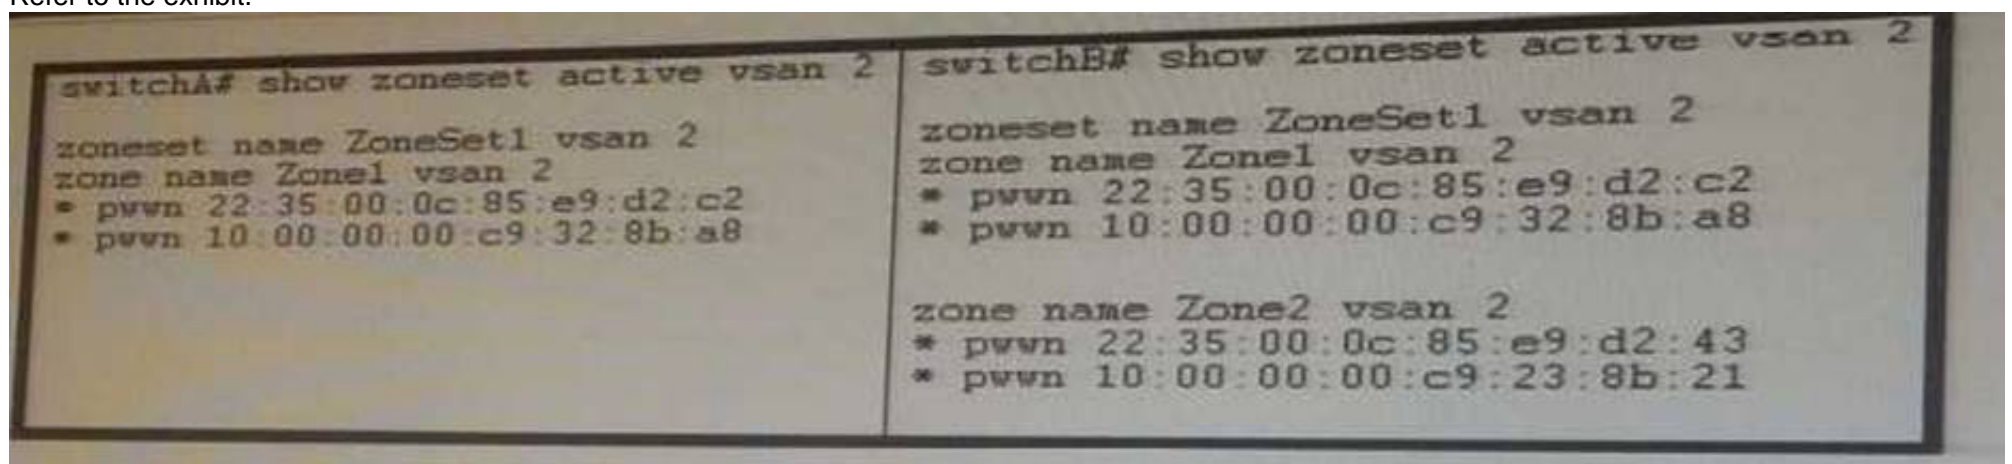 Refer to the exhibit.
switchA# show zoneset active vsan 2
zoneset name ZoneSet1 vsan 2
zone name Zone1 vsan 2
* pwwn 22:35:00:0c:85:e9:d2:c2
* pwwn 10:00:00:00:c9:32:8b:a8
switchB# show zoneset active vsan 2
zoneset name ZoneSet1 vsan 2
zone name Zone1 vsan 2
* pwwn 22:35:00:0c:85:e9:d2:c2
* pwwn 10:00:00:00:c9:32:8b:a8
zone name Zone2 vsan 2
* pwwn 22:35:00:0c:85:e9:d2:43
* pwwn 10:00:00:00:c9:23:8b:21